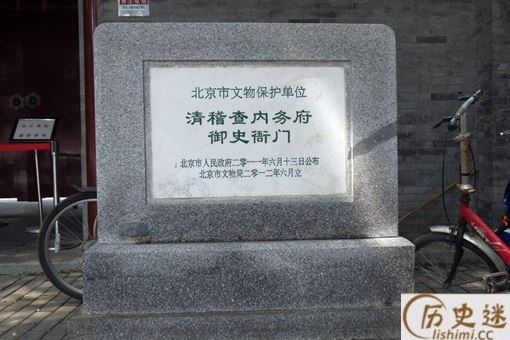 北京市文物保护单位
清稽查内务府
御史衙门
北京市人民政府二零一一年六月十三日公布
北京市文物局二零一二年六月立
历史迷
lishimi.cc